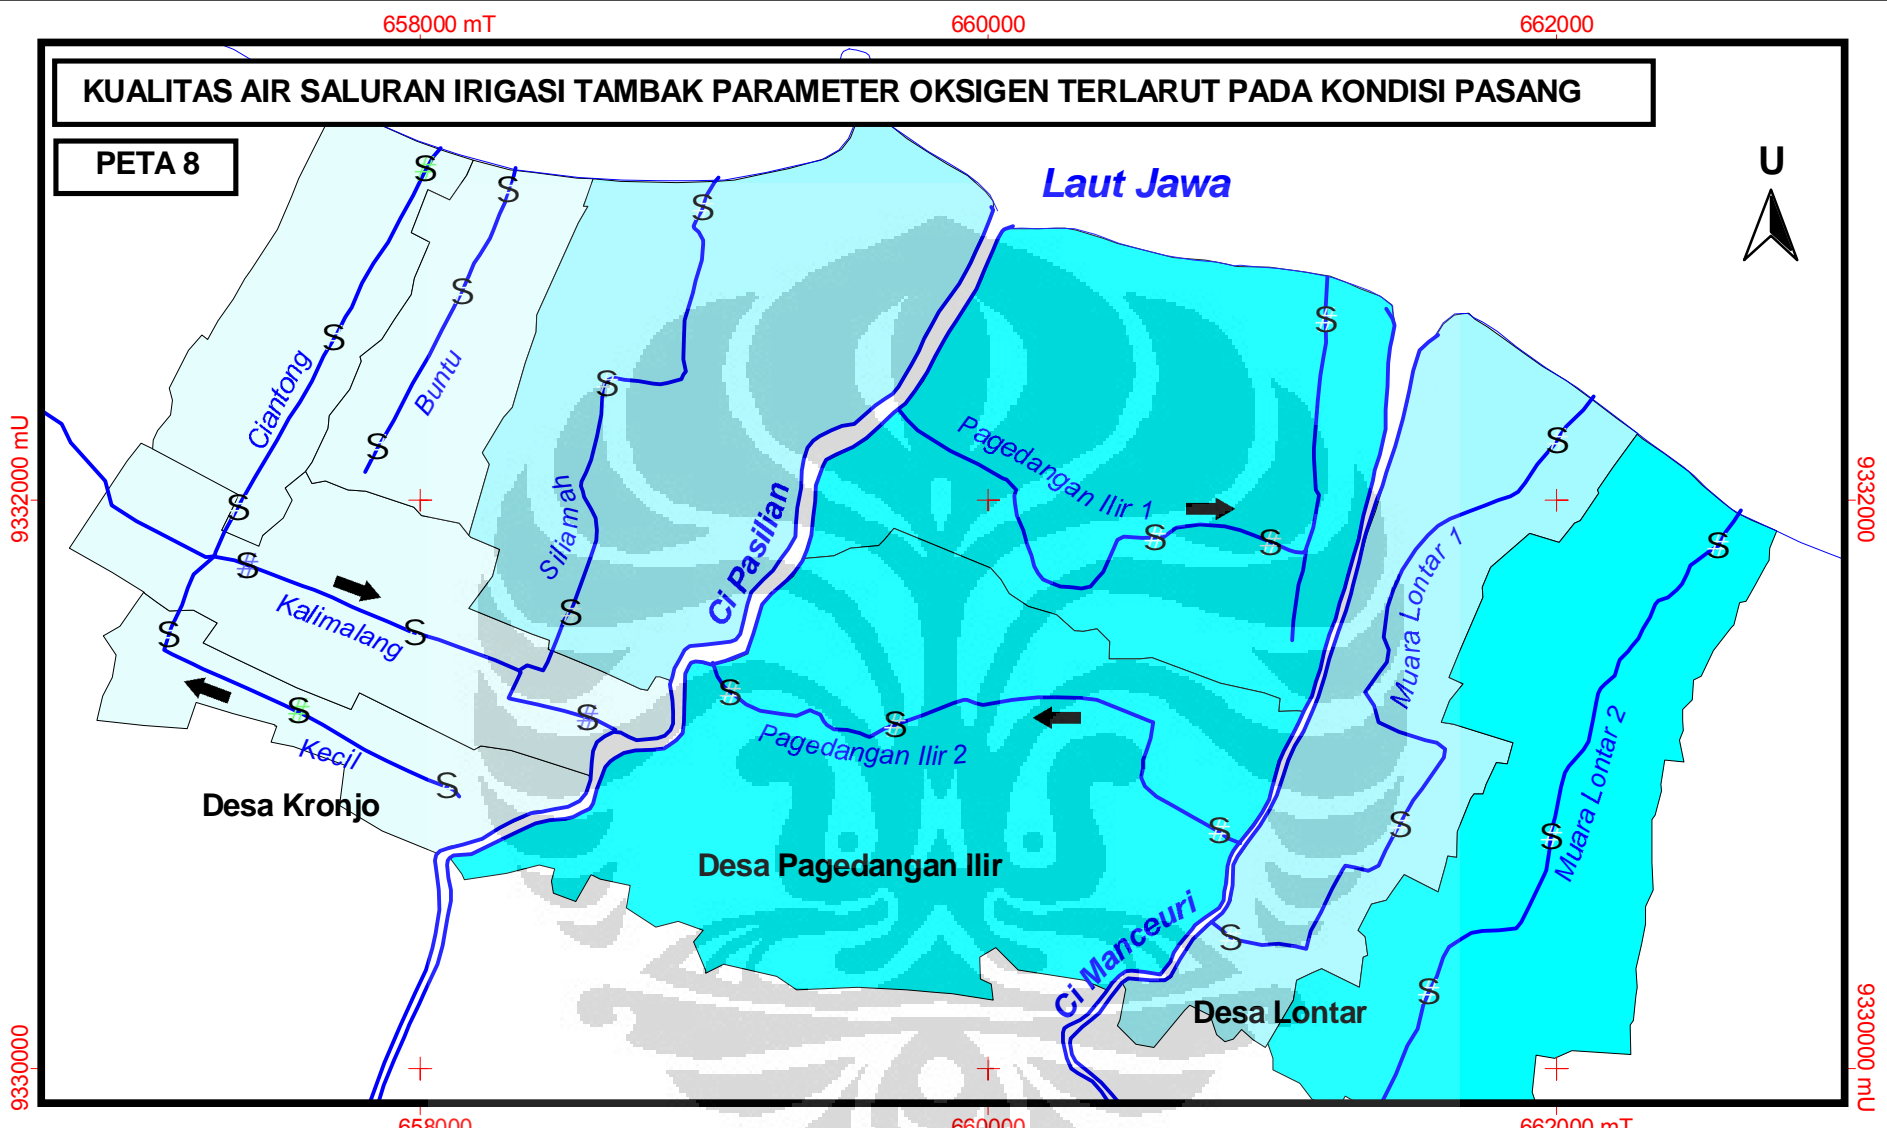 658000 mT
660000
662000
KUALITAS AIR SALURAN IRIGASI TAMBAK PARAMETER OKSIGEN TERLARUT PADA KONDISI PASANG
PETA 8
U
Laut Jawa
Ciantong
Buntu
9332000 mU
9332000
Pagedangan Ilir 1
Siliamah
Ci Pasilian
Muara Lontar 1
Kalimalang
Pagedangan Ilir 2
Muara Lontar 2
Kecil
Desa Kronjo
Desa Pagedangan Ilir
Ci Manceuri
Desa Lontar
9330000
9330000 mU
658000
660000
662000 mT